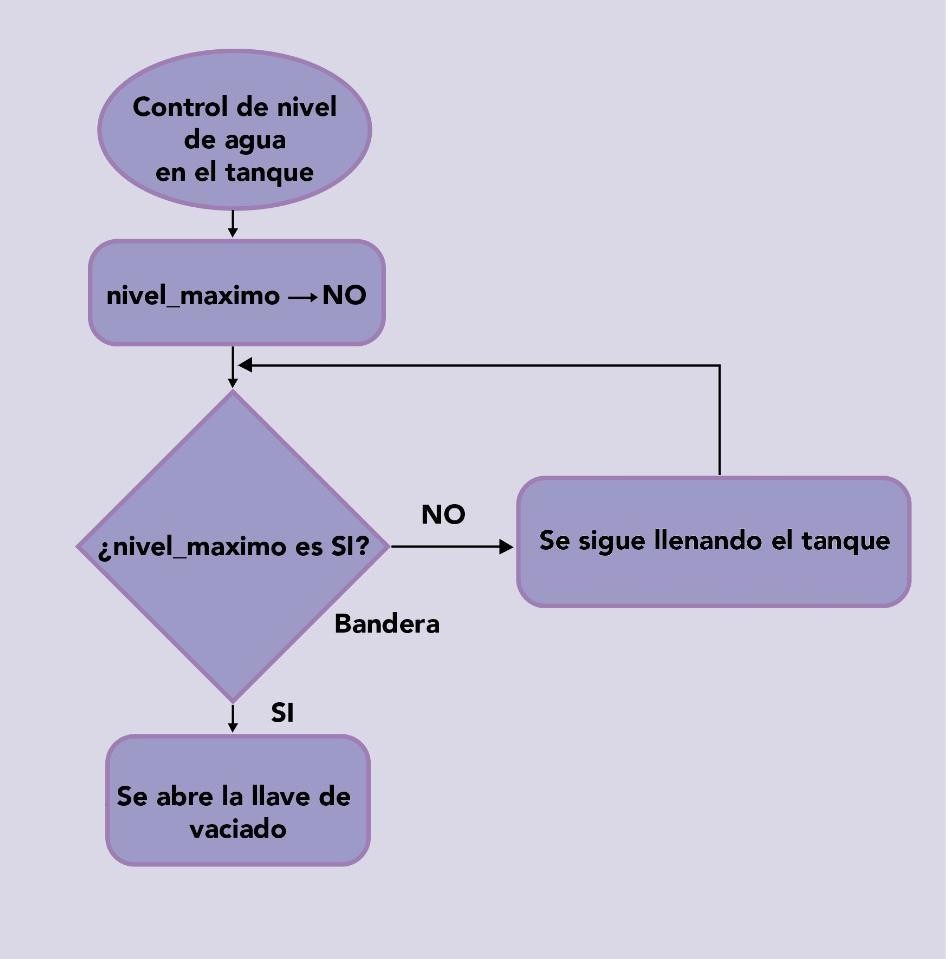 Control de nivel
de agua
en el tanque
nivel_maximo → NO
¿nivel_maximo es SI?
NO
Se sigue llenando el tanque
Bandera
SI
Se abre la llave de
vaciado